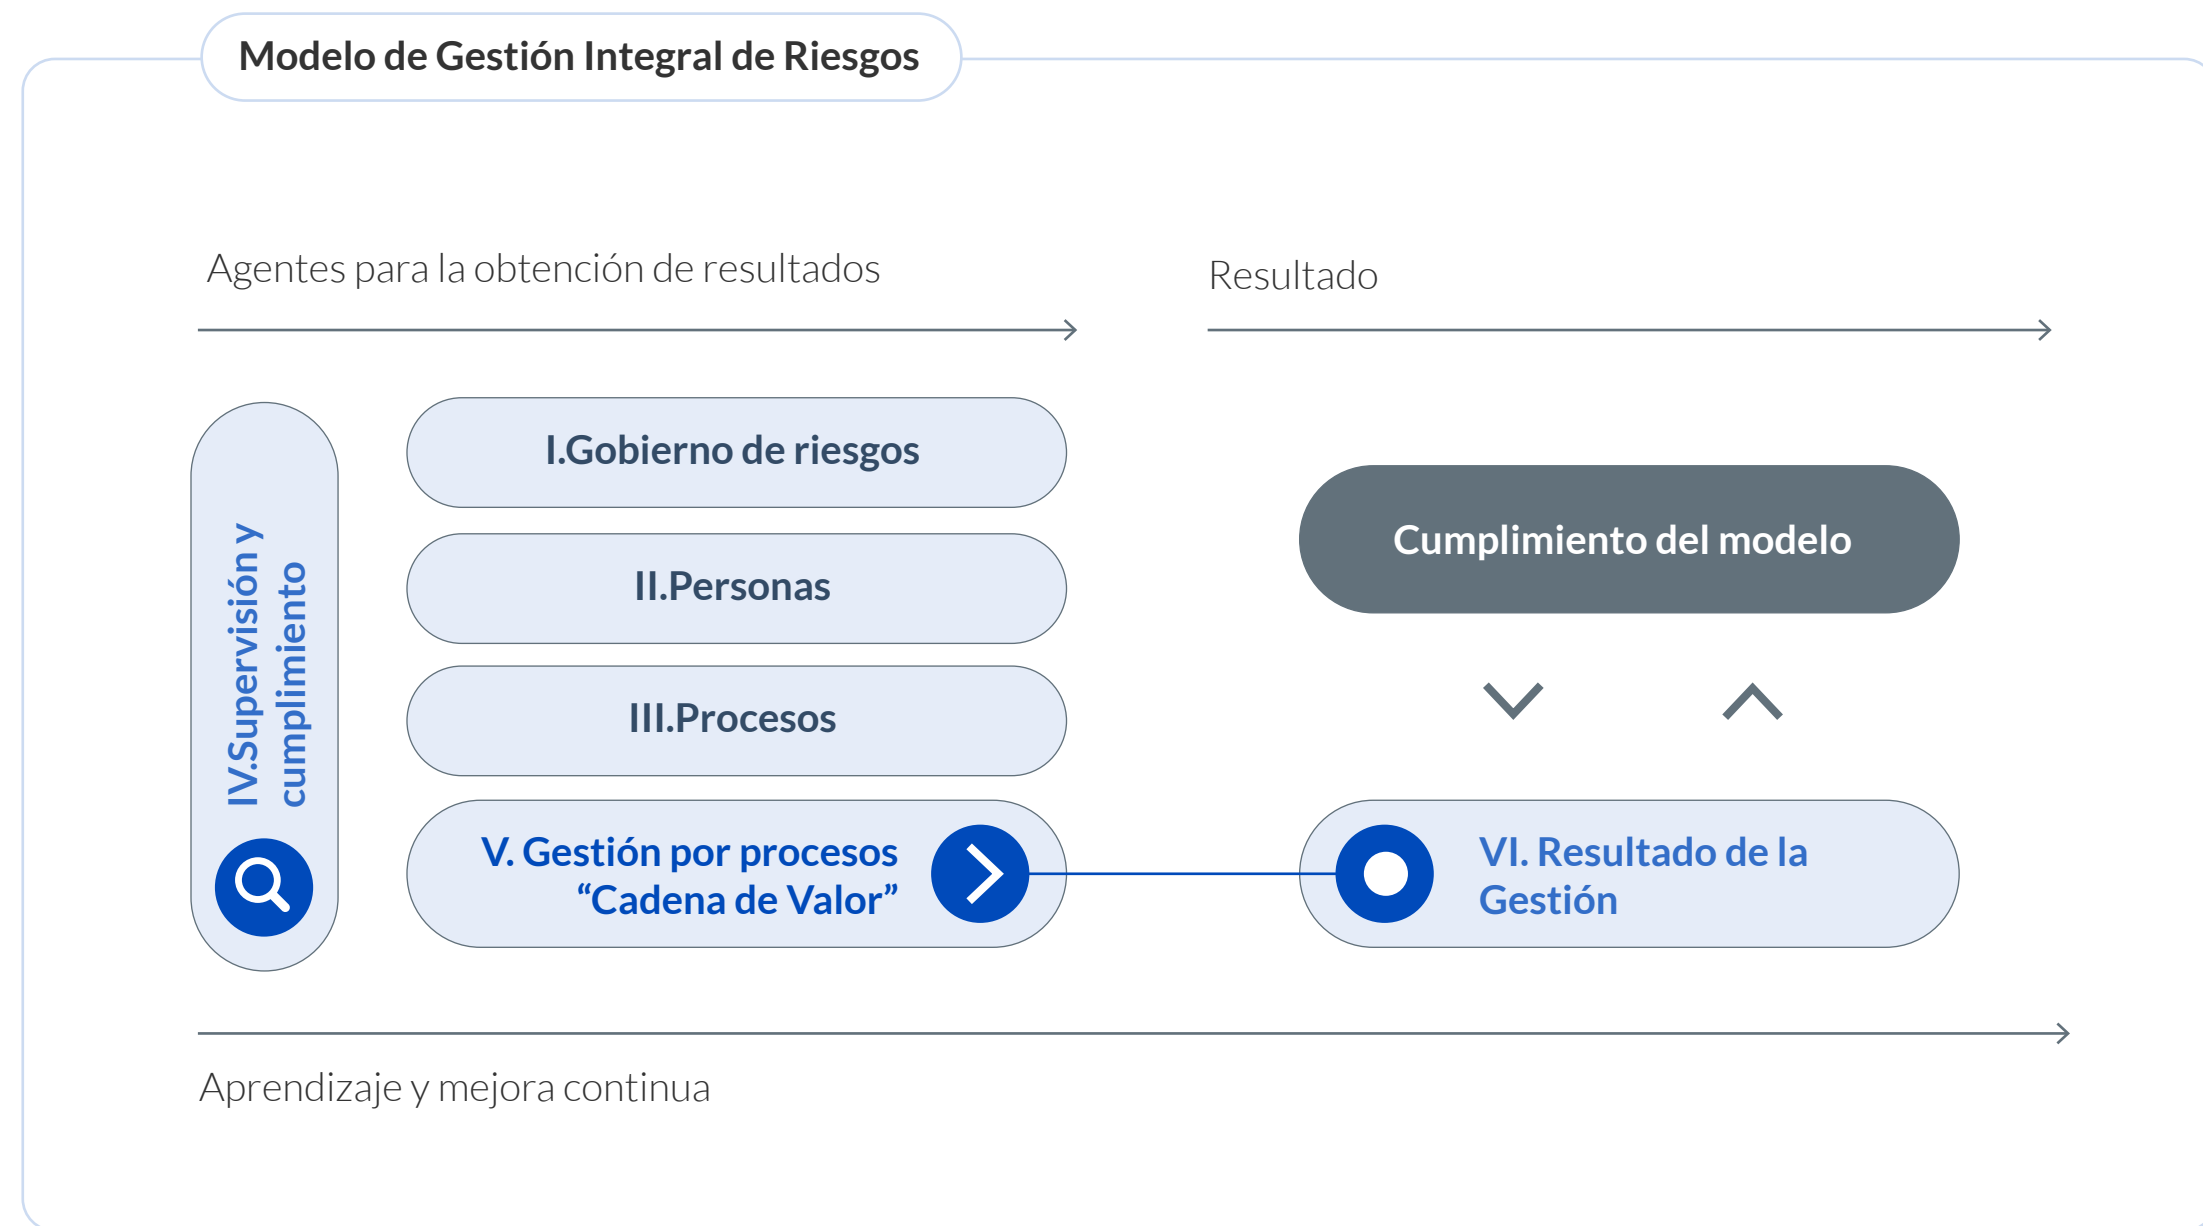 Modelo de Gestión Integral de Riesgos
Agentes para la obtención de resultados
Resultado
IV.Supervisión y
cumplimiento
I.Gobierno de riesgos
II.Personas
III.Procesos
V. Gestión por procesos
“Cadena de Valor”
Cumplimiento del modelo
VI. Resultado de la
Gestión
Aprendizaje y mejora continua